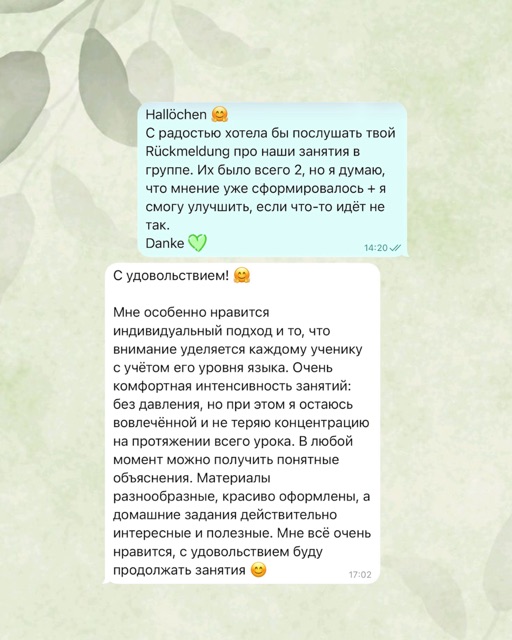 Hallöchen 🤗
С радостью хотела бы послушать твой
Rückmeldung про наши занятия в
группе. Их было всего 2, но я думаю,
что мнение уже сформировалось + я
смогу улучшить, если что-то идёт не
так.
Danke 💚
14:20
С удовольствием! 🤗
Мне особенно нравится
индивидуальный подход и то, что
внимание уделяется каждому ученику
с учётом его уровня языка. Очень
комфортная интенсивность занятий:
без давления, но при этом я остаюсь
вовлечённой и не теряю концентрацию
на протяжении всего урока. В любой
момент можно получить понятные
объяснения. Материалы
разнообразные, красиво оформлены, а
домашние задания действительно
интересные и полезные. Мне всё очень
нравится, с удовольствием буду
продолжать занятия 😊
17:02